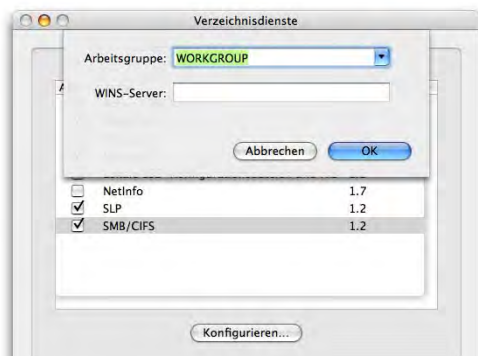 Verzeichnisdienste
Arbeitsgruppe: WORKGROUP
WINS-Server:
Abbrechen OK
NetInfo 1.7
SLP 1.2
SMB/CIFS 1.2
Konfigurieren...